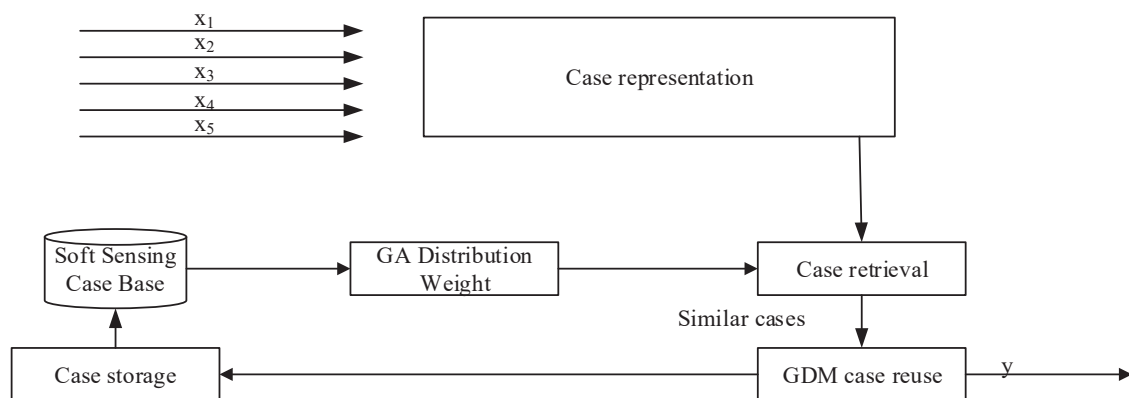 x₁
x₂
x₃
x₄
x₅
Case representation
Soft Sensing
Case Base
GA Distribution
Weight
Case retrieval
Similar cases
Case storage
GDM case reuse
y